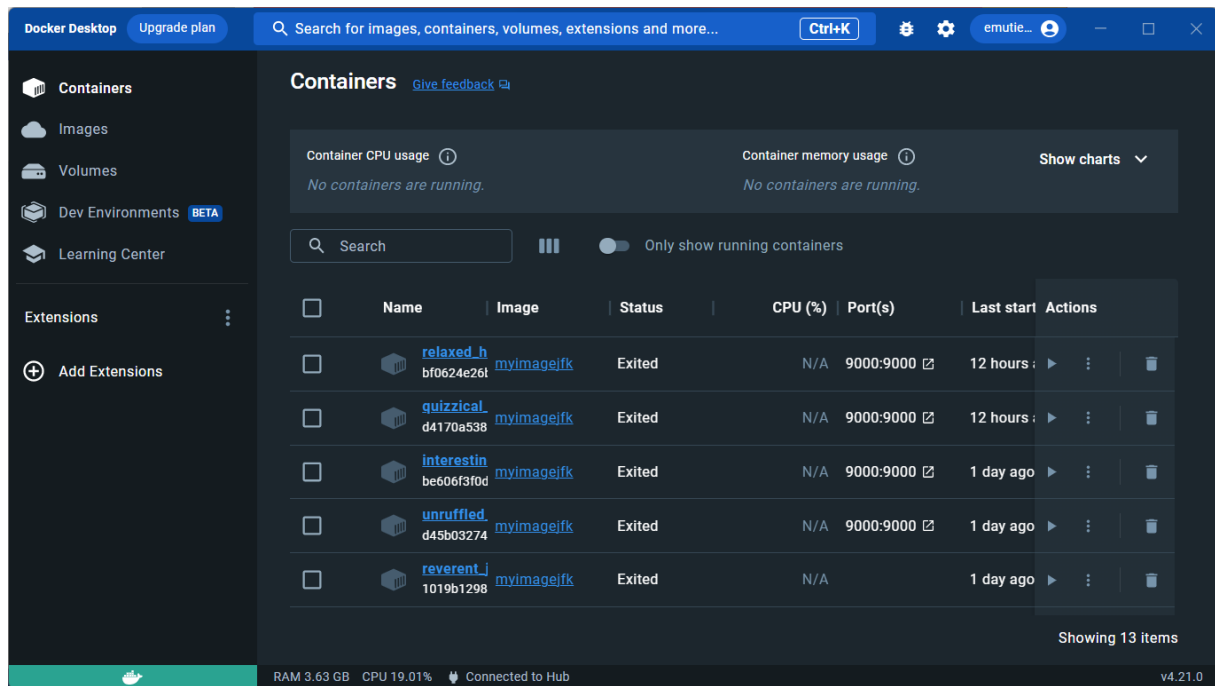 Docker Desktop Upgrade plan Search for images, containers, volumes, extensions and more... Ctrl+K emutie...
Containers
Images
Volumes
Dev Environments BETA
Learning Center
Extensions
Add Extensions
Containers Give feedback
Container CPU usage Container memory usage Show charts
No containers are running. No containers are running.
Search Only show running containers
Name Image Status CPU (%) Port(s) Last start Actions
relaxed_h
bf0624e26b myimagejfk Exited N/A 9000:9000 12 hours a
quizzical_
d4170a538 myimagejfk Exited N/A 9000:9000 12 hours a
interestin
be606f3f0d myimagejfk Exited N/A 9000:9000 1 day ago
unruffled_
d45b03274 myimagejfk Exited N/A 9000:9000 1 day ago
reverent_j
1019b1298 myimagejfk Exited N/A 1 day ago
Showing 13 items
RAM 3.63 GB CPU 19.01% Connected to Hub v4.21.0